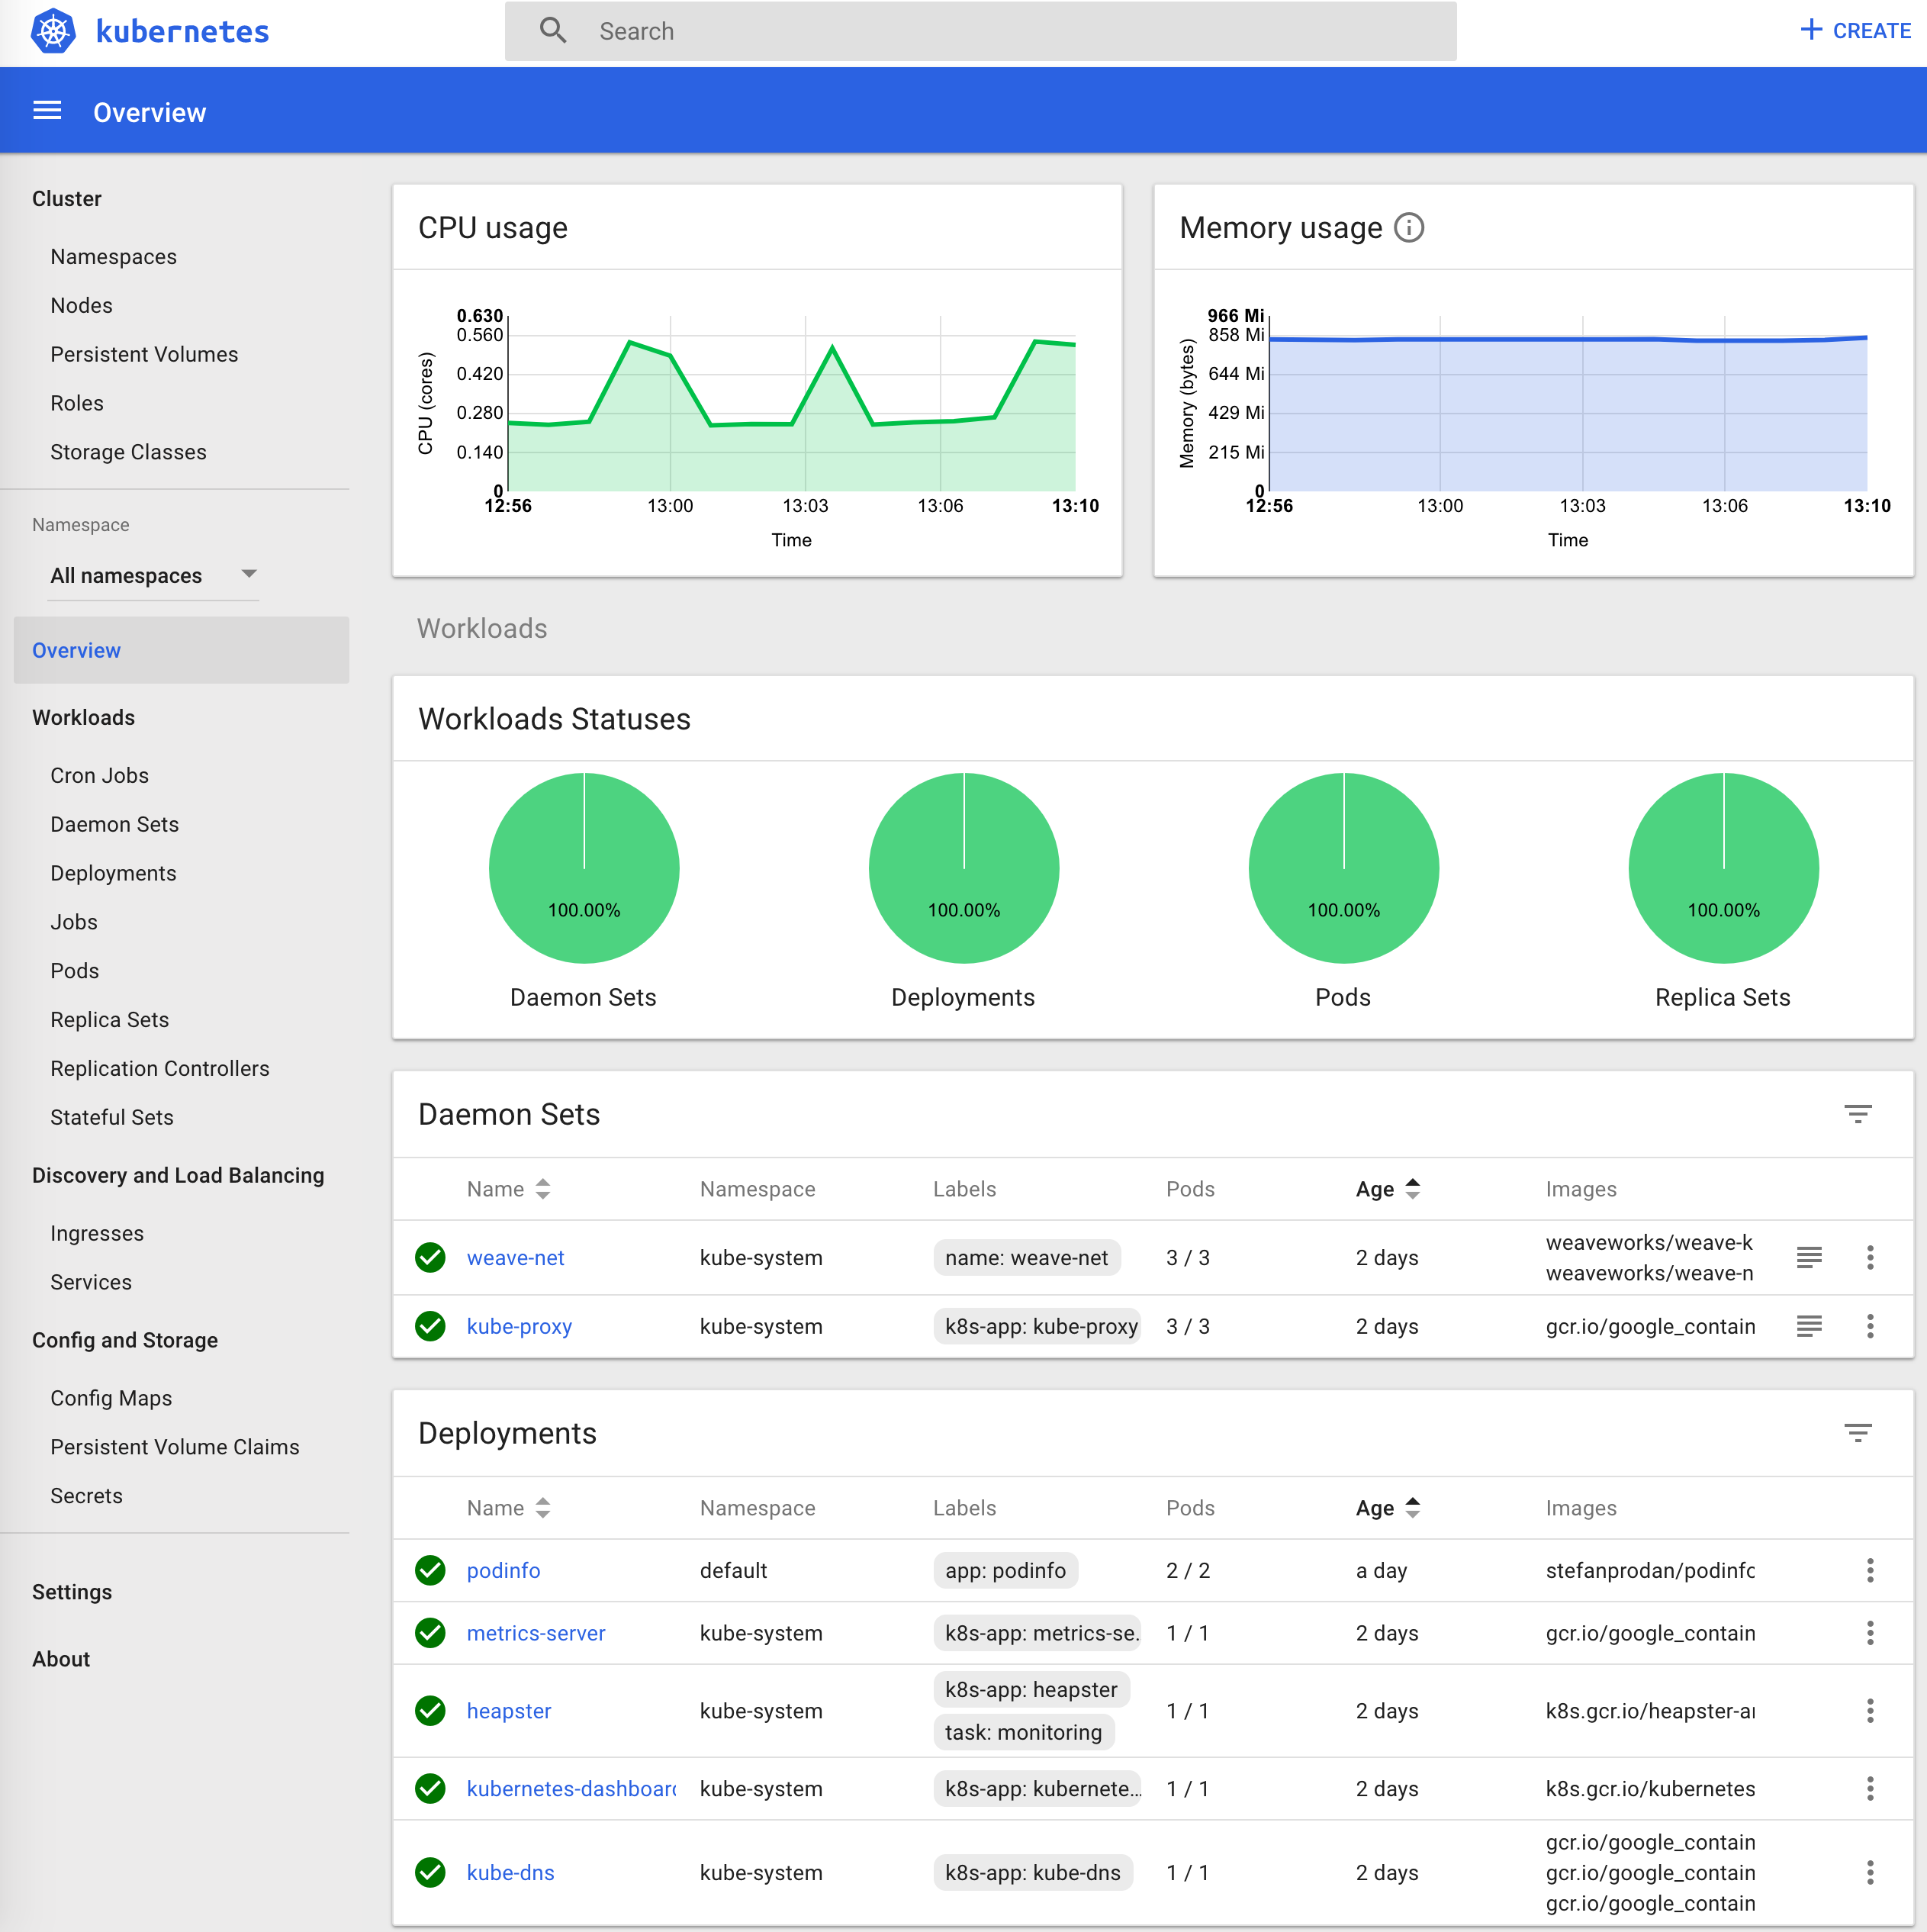 kubernetes
Search
CREATE
Overview
Cluster
Namespaces
Nodes
Persistent Volumes
Roles
Storage Classes
Namespace
All namespaces
Overview
Workloads
Cron Jobs
Daemon Sets
Deployments
Jobs
Pods
Replica Sets
Replication Controllers
Stateful Sets
Discovery and Load Balancing
Ingresses
Services
Config and Storage
Config Maps
Persistent Volume Claims
Secrets
Settings
About
CPU usage
CPU (cores)
0.630
0.560
0.420
0.280
0.140
0
12:56 13:00 13:03 13:06 13:10
Time
Memory usage
Memory (bytes)
966 Mi
858 Mi
644 Mi
429 Mi
215 Mi
0
12:56 13:00 13:03 13:06 13:10
Time
Workloads
Workloads Statuses
100.00% 100.00% 100.00% 100.00%
Daemon Sets Deployments Pods Replica Sets
Daemon Sets
Name Namespace Labels Pods Age Images
weave-net kube-system name: weave-net 3 / 3 2 days weaveworks/weave-k
weaveworks/weave-n
kube-proxy kube-system k8s-app: kube-proxy 3 / 3 2 days gcr.io/google_contain
Deployments
Name Namespace Labels Pods Age Images
podinfo default app: podinfo 2 / 2 a day stefanprodan/podinfo
metrics-server kube-system k8s-app: metrics-se. 1 / 1 2 days gcr.io/google_contain
heapster kube-system k8s-app: heapster 1 / 1 2 days k8s.gcr.io/heapster-a
task: monitoring
kubernetes-dashboard kube-system k8s-app: kubernete... 1 / 1 2 days k8s.gcr.io/kubernetes
kube-dns kube-system k8s-app: kube-dns 1 / 1 2 days gcr.io/google_contain
gcr.io/google_contain
gcr.io/google_contain